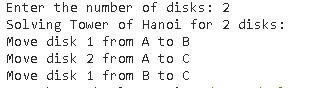 Enter the number of disks: 2
Solving Tower of Hanoi for 2 disks:
Move disk 1 from A to B
Move disk 2 from A to C
Move disk 1 from B to C